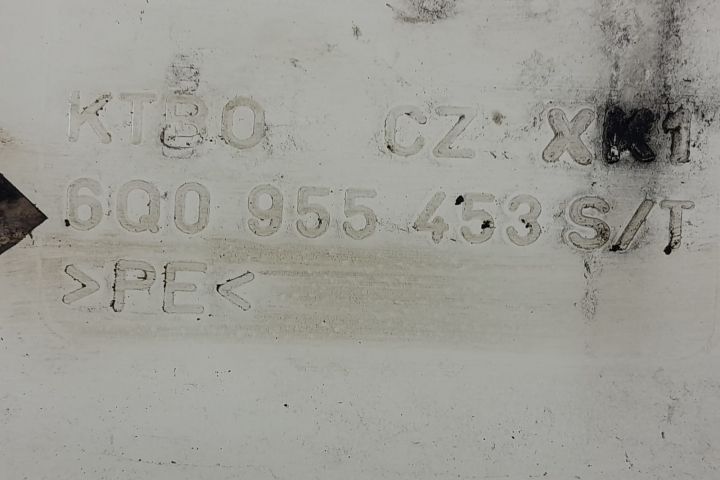 KTBO CZ XK1
6Q0 955 453 S/T
>PE<